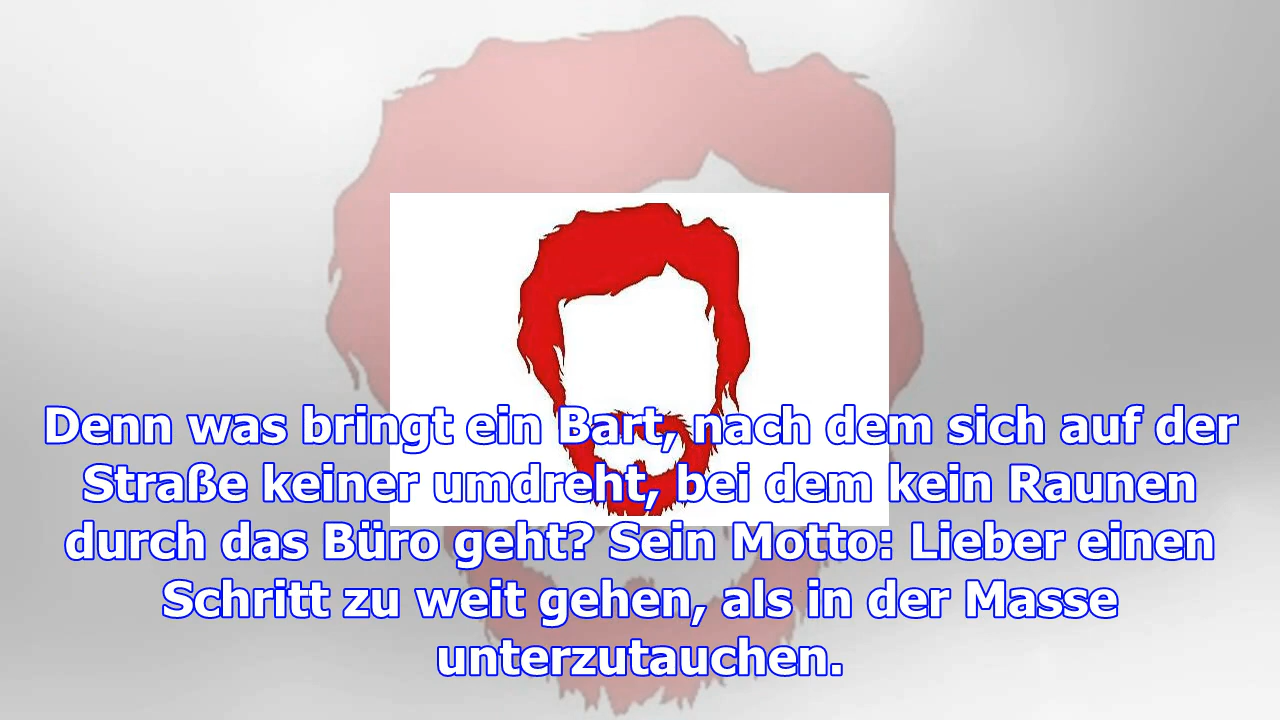 Denn was bringt ein Bart, nach dem sich auf der
Straße keiner umdreht, bei dem kein Raunen
durch das Büro geht? Sein Motto: Lieber einen
Schritt zu weit gehen, als in der Masse
unterzutauchen.